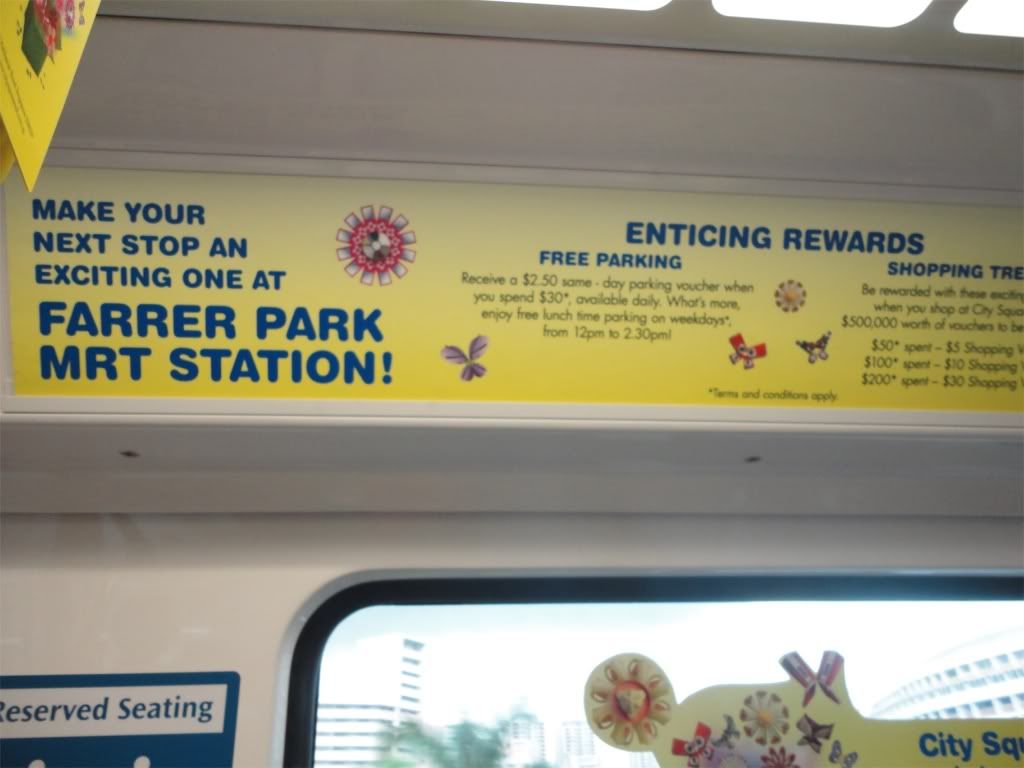 MAKE YOUR
NEXT STOP AN
EXCITING ONE AT
FARRER PARK
MRT STATION!
ENTICING REWARDS
FREE PARKING
Receive a $2.50 same - day parking voucher when
you spend $30*, available daily. What's more,
enjoy free lunch time parking on weekdays*,
from 12pm to 2.30pm!
*Terms and conditions apply.
SHOPPING TRE
Be rewarded with these exciting
when you shop at City Squa
$500,000 worth of vouchers to be
$50* spent – $5 Shopping V
$100* spent – $10 Shopping
$200* spent – $30 Shopping
Reserved Seating
City Squ